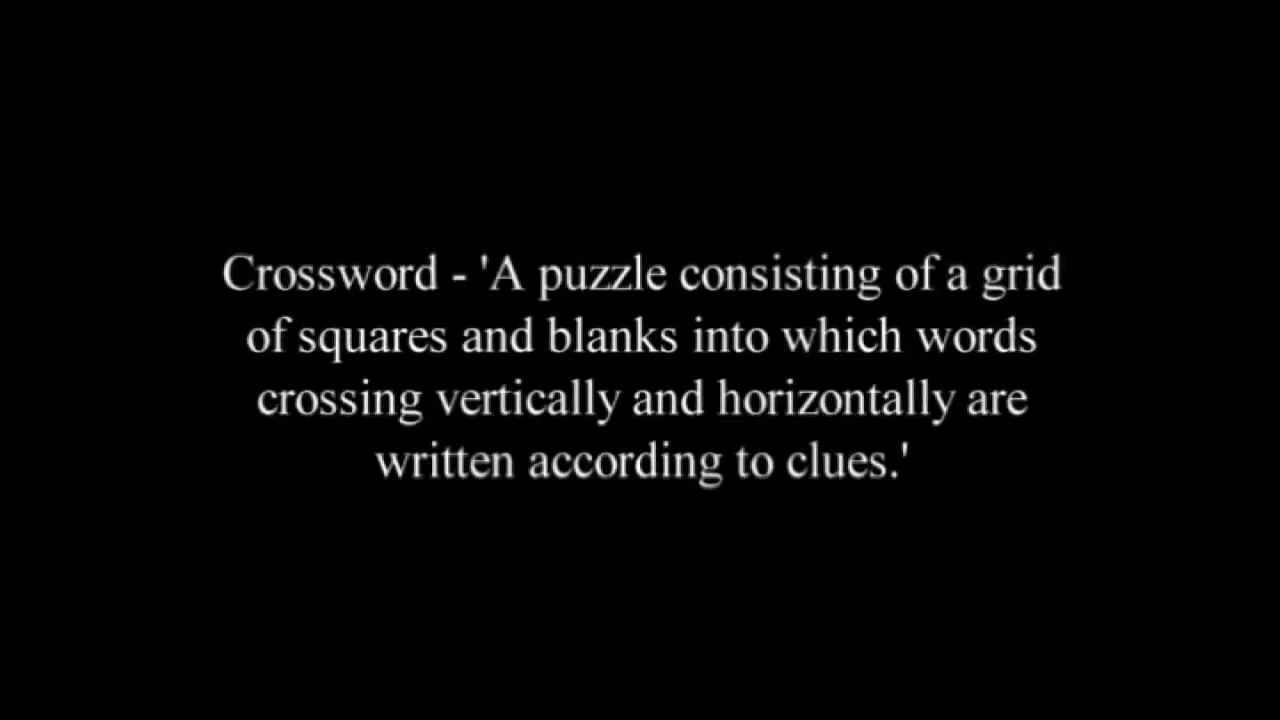 Crossword - 'A puzzle consisting of a grid
of squares and blanks into which words
crossing vertically and horizontally are
written according to clues.'